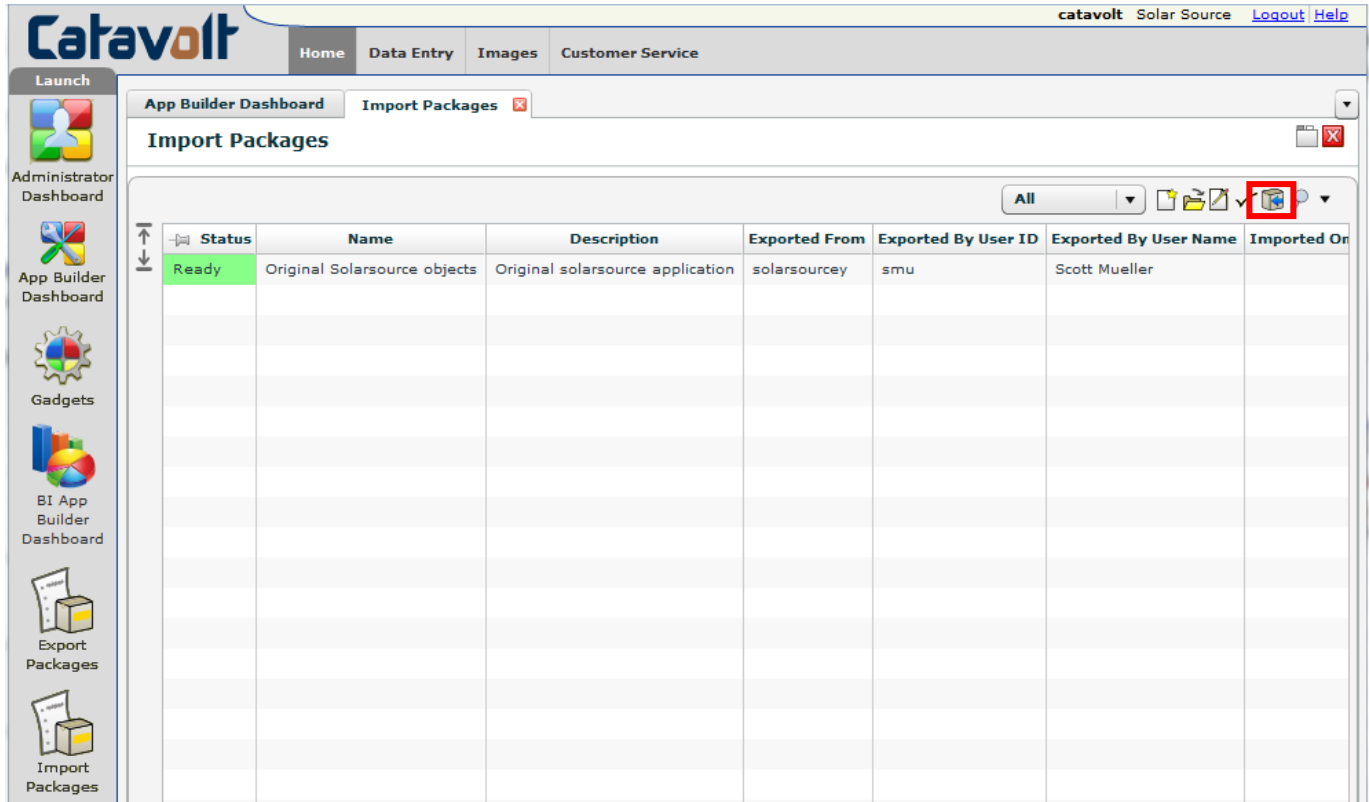 catavolt Solar Source Logout Help
Catavolt
Home Data Entry Images Customer Service
Launch
App Builder Dashboard Import Packages
Import Packages
Administrator
Dashboard
All
Status Name Description Exported From Exported By User ID Exported By User Name Imported On
Ready Original Solarsource objects Original solarsource application solarsourcey smu Scott Mueller
App Builder
Dashboard
Gadgets
BI App
Builder
Dashboard
Export
Packages
Import
Packages